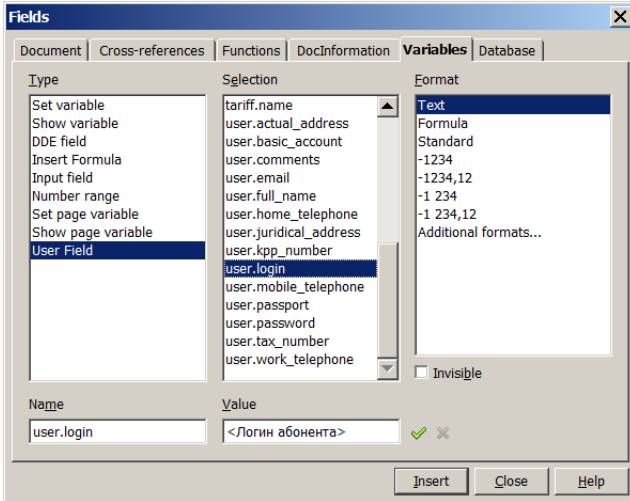 Fields
Document Cross-references Functions DocInformation Variables Database
Type
Set variable
Show variable
DDE field
Insert Formula
Input field
Number range
Set page variable
Show page variable
User Field
Selection
tariff.name
user.actual_address
user.basic_account
user.comments
user.email
user.full_name
user.home_telephone
user.juridical_address
user.kpp_number
user.login
user.mobile_telephone
user.passport
user.password
user.tax_number
user.work_telephone
Format
Text
Formula
Standard
-1234
-1234,12
-1 234
-1 234,12
Additional formats...
Invisible
Name
user.login
Value
<Логин абонента>
Insert Close Help